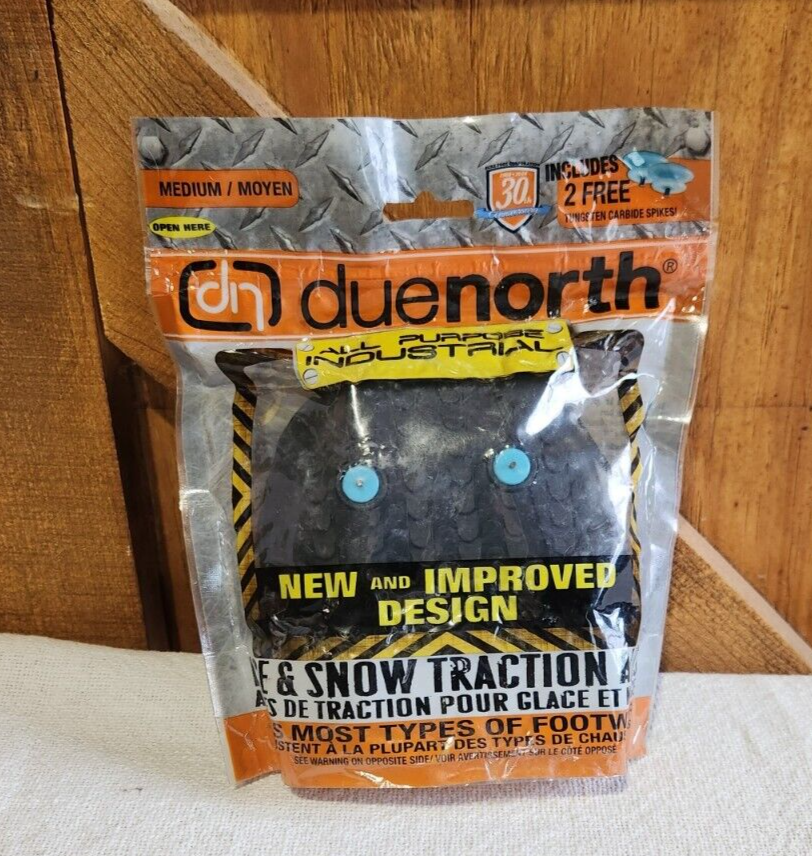 MEDIUM / MOYEN
INCLUDES
2 FREE
TUNGSTEN CARBIDE SPIKES!
30
OPEN HERE
dn duenorth®
ALL PURPOSE
INDUSTRIAL
NEW AND IMPROVED
DESIGN
E & SNOW TRACTION A
S DE TRACTION POUR GLACE ET
S MOST TYPES OF FOOTW
STENT À LA PLUPART DES TYPES DE CHAU
SEE WARNING ON OPPOSITE SIDE/ VOIR AVERTISSEMENT SUR LE CÔTÉ OPPOSÉ